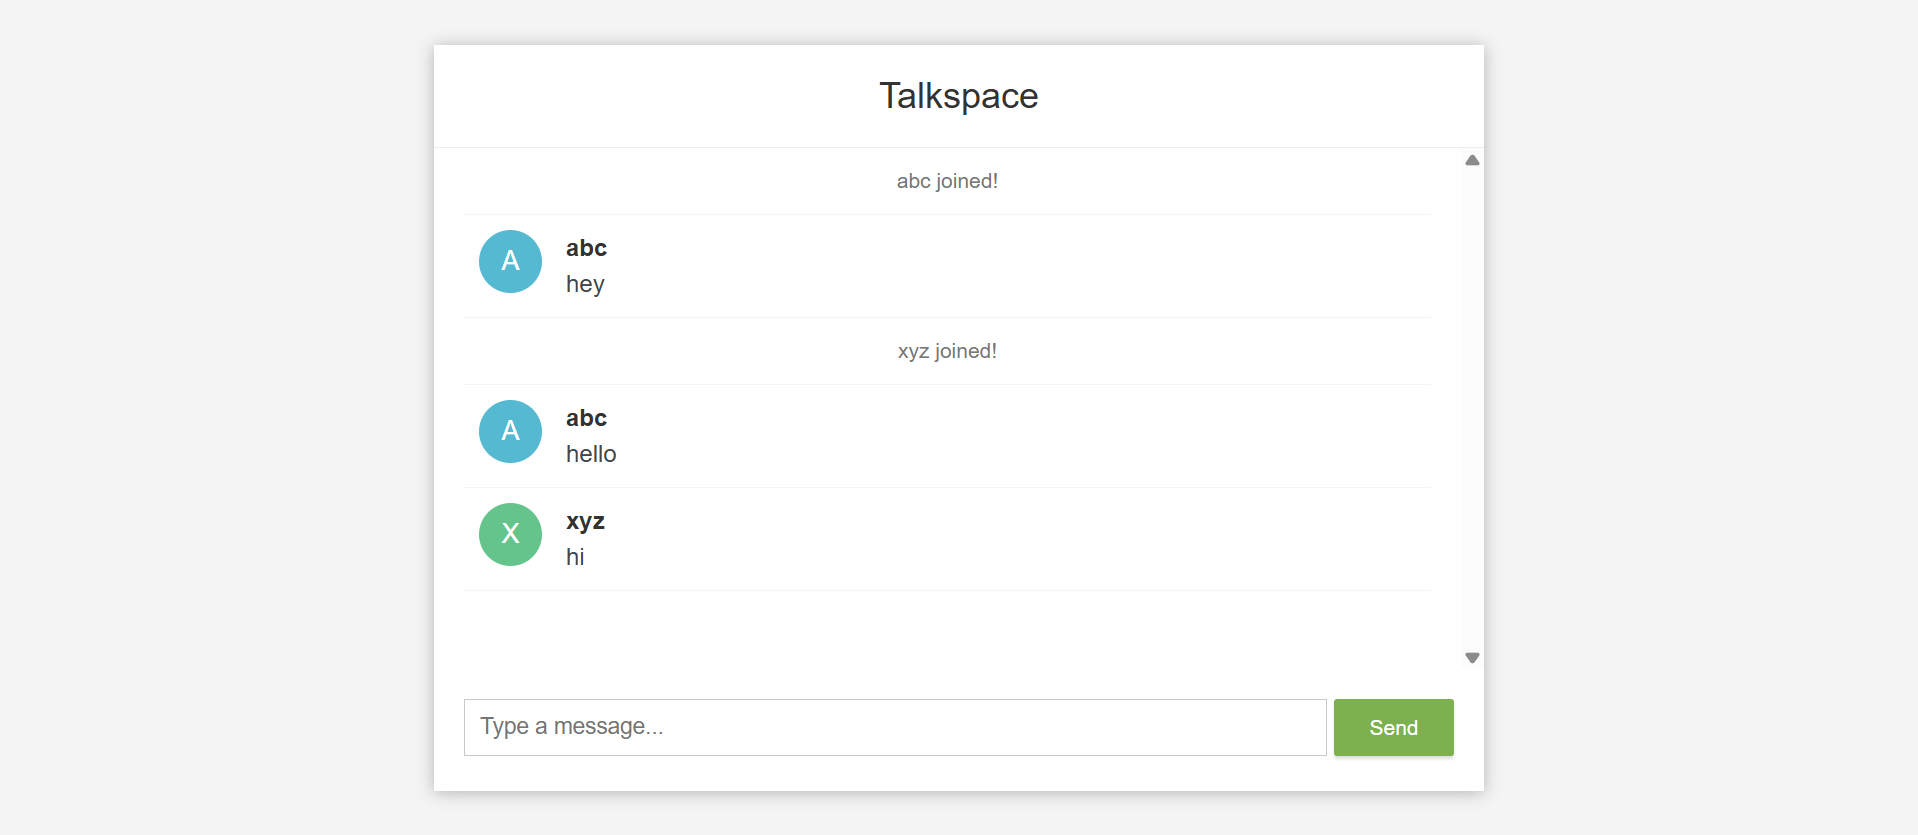 Talkspace
abc joined!
A
abc
hey
xyz joined!
A
abc
hello
X
xyz
hi
Type a message...
Send